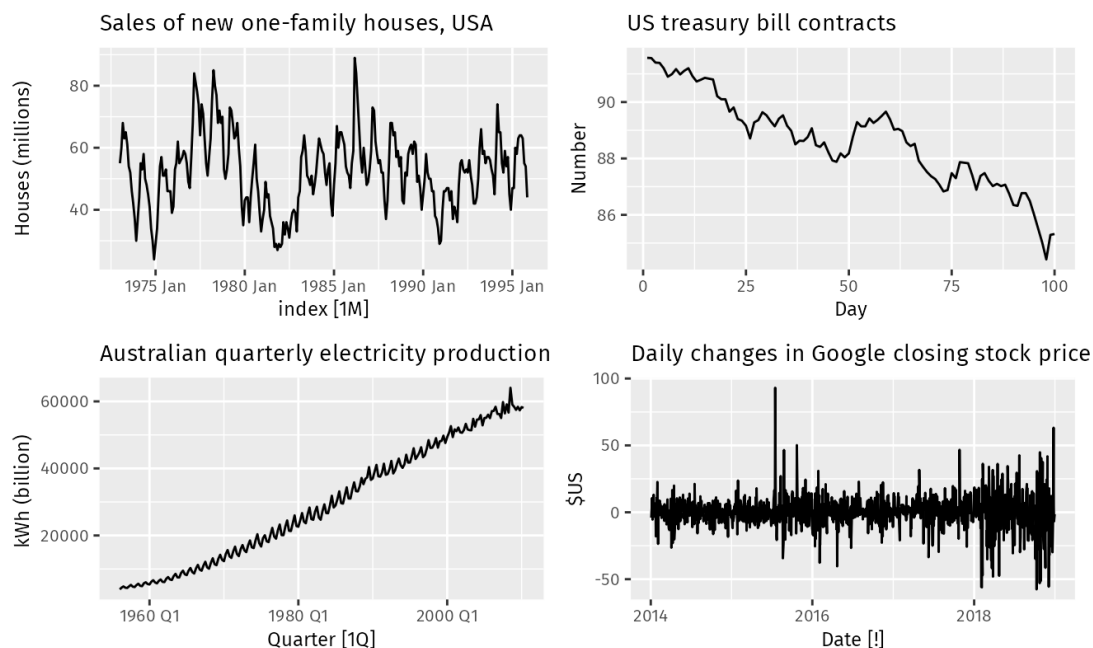 Sales of new one-family houses, USA
Houses (millions)
80
60
40
1975 Jan
1980 Jan
1985 Jan
1990 Jan
1995 Jan
index [1M]
US treasury bill contracts
Number
90
88
86
0
25
50
75
100
Day
Australian quarterly electricity production
kWh (billion)
60000
40000
20000
1960 Q1
1980 Q1
2000 Q1
Quarter [1Q]
Daily changes in Google closing stock price
$US
100
50
0
-50
2014
2016
2018
Date [!]